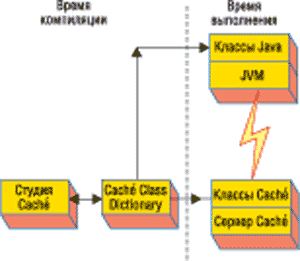 Время
компиляции
Время
выполнения
Классы Java
JVM
Студия
Caché
Caché Class
Dictionary
Классы Caché
Сервер Caché